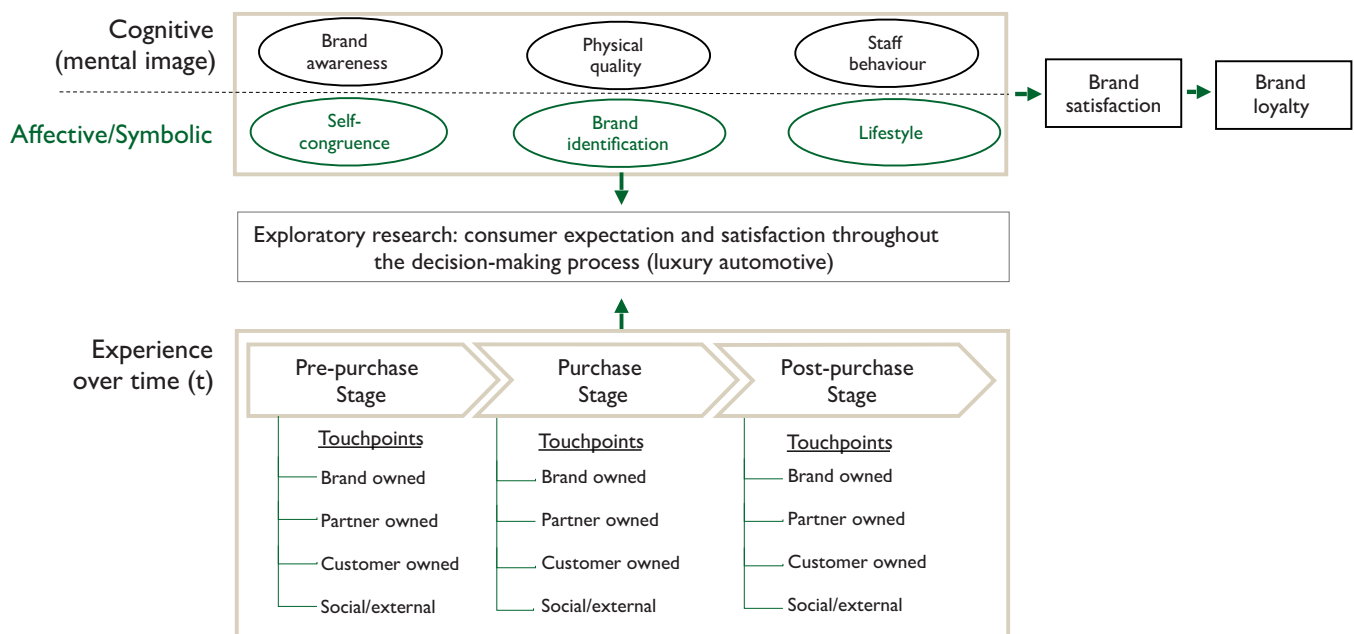 Cognitive
(mental image)
Brand
awareness
Physical
quality
Staff
behaviour
Affective/Symbolic
Self-
congruence
Brand
identification
Lifestyle
Brand
satisfaction
Brand
loyalty
Exploratory research: consumer expectation and satisfaction throughout
the decision-making process (luxury automotive)
Experience
over time (t)
Pre-purchase
Stage
Purchase
Stage
Post-purchase
Stage
Touchpoints
Brand owned
Partner owned
Customer owned
Social/external
Touchpoints
Brand owned
Partner owned
Customer owned
Social/external
Touchpoints
Brand owned
Partner owned
Customer owned
Social/external